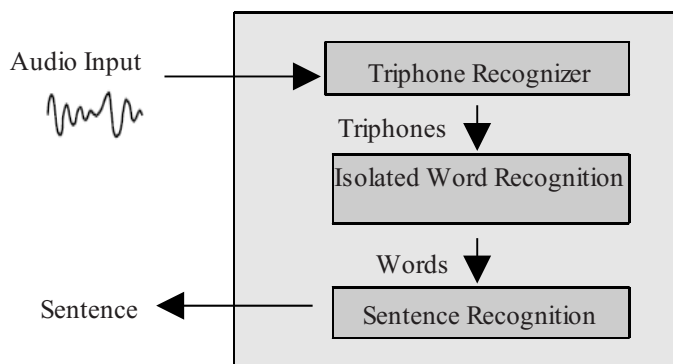 Audio Input
Triphone Recognizer
Triphones
Isolated Word Recognition
Words
Sentence
Sentence Recognition